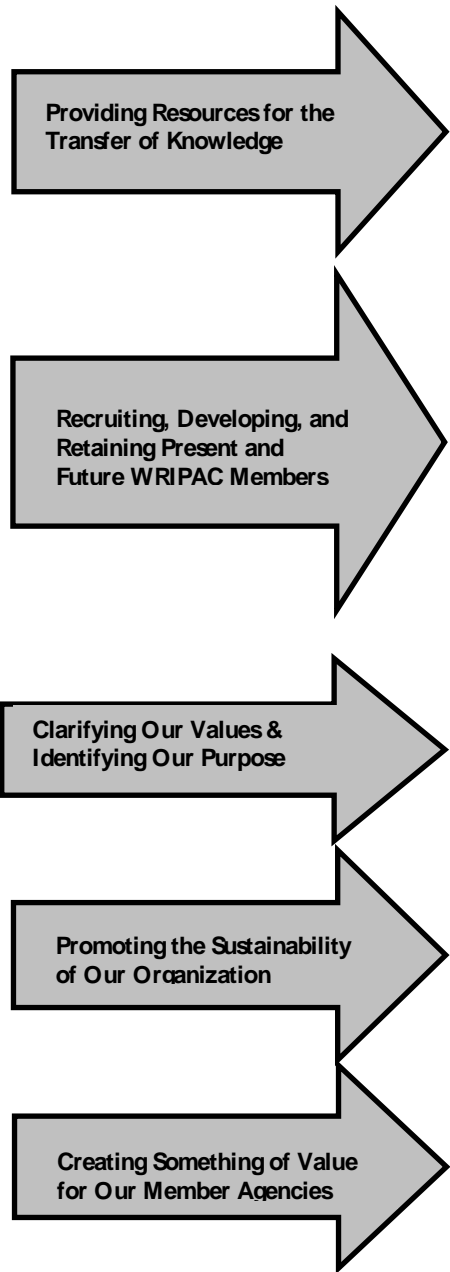 Providing Resources for the
Transfer of Knowledge
Recruiting, Developing, and
Retaining Present and
Future WRIPAC Members
Clarifying Our Values &
Identifying Our Purpose
Promoting the Sustainability
of Our Organization
Creating Something of Value
for Our Member Agencies